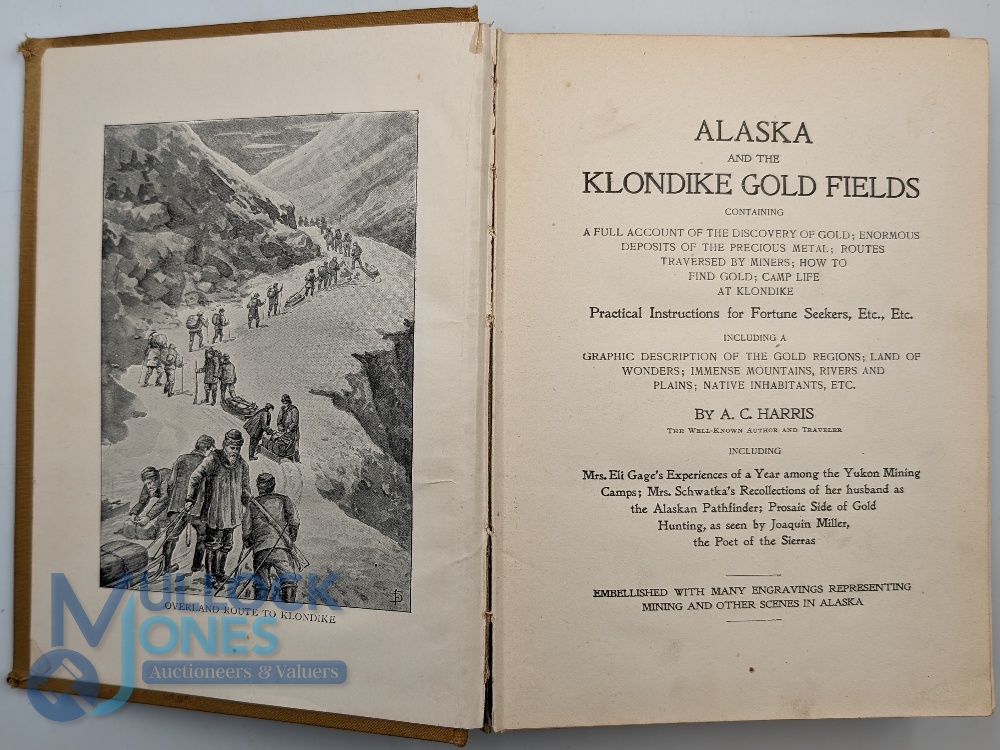 OVERLAND ROUTE TO KLONDIKE
MULLOCK
JONES
Auctioneers & Valuers
ALASKA
AND THE
KLONDIKE GOLD FIELDS
CONTAINING
A FULL ACCOUNT OF THE DISCOVERY OF GOLD; ENORMOUS
DEPOSITS OF THE PRECIOUS METAL; ROUTES
TRAVERSED BY MINERS; HOW TO
FIND GOLD; CAMP LIFE
AT KLONDIKE
Practical Instructions for Fortune Seekers, Etc., Etc.
INCLUDING A
GRAPHIC DESCRIPTION OF THE GOLD REGIONS; LAND OF
WONDERS; IMMENSE MOUNTAINS, RIVERS AND
PLAINS; NATIVE INHABITANTS, ETC.
BY A. C. HARRIS
THE WELL-KNOWN AUTHOR AND TRAVELER
INCLUDING
Mrs. Eli Gage's Experiences of a Year among the Yukon Mining
Camps; Mrs. Schwatka's Recollections of her husband as
the Alaskan Pathfinder; Prosaic Side of Gold
Hunting, as seen by Joaquin Miller,
the Poet of the Sierras
EMBELLISHED WITH MANY ENGRAVINGS REPRESENTING
MINING AND OTHER SCENES IN ALASKA